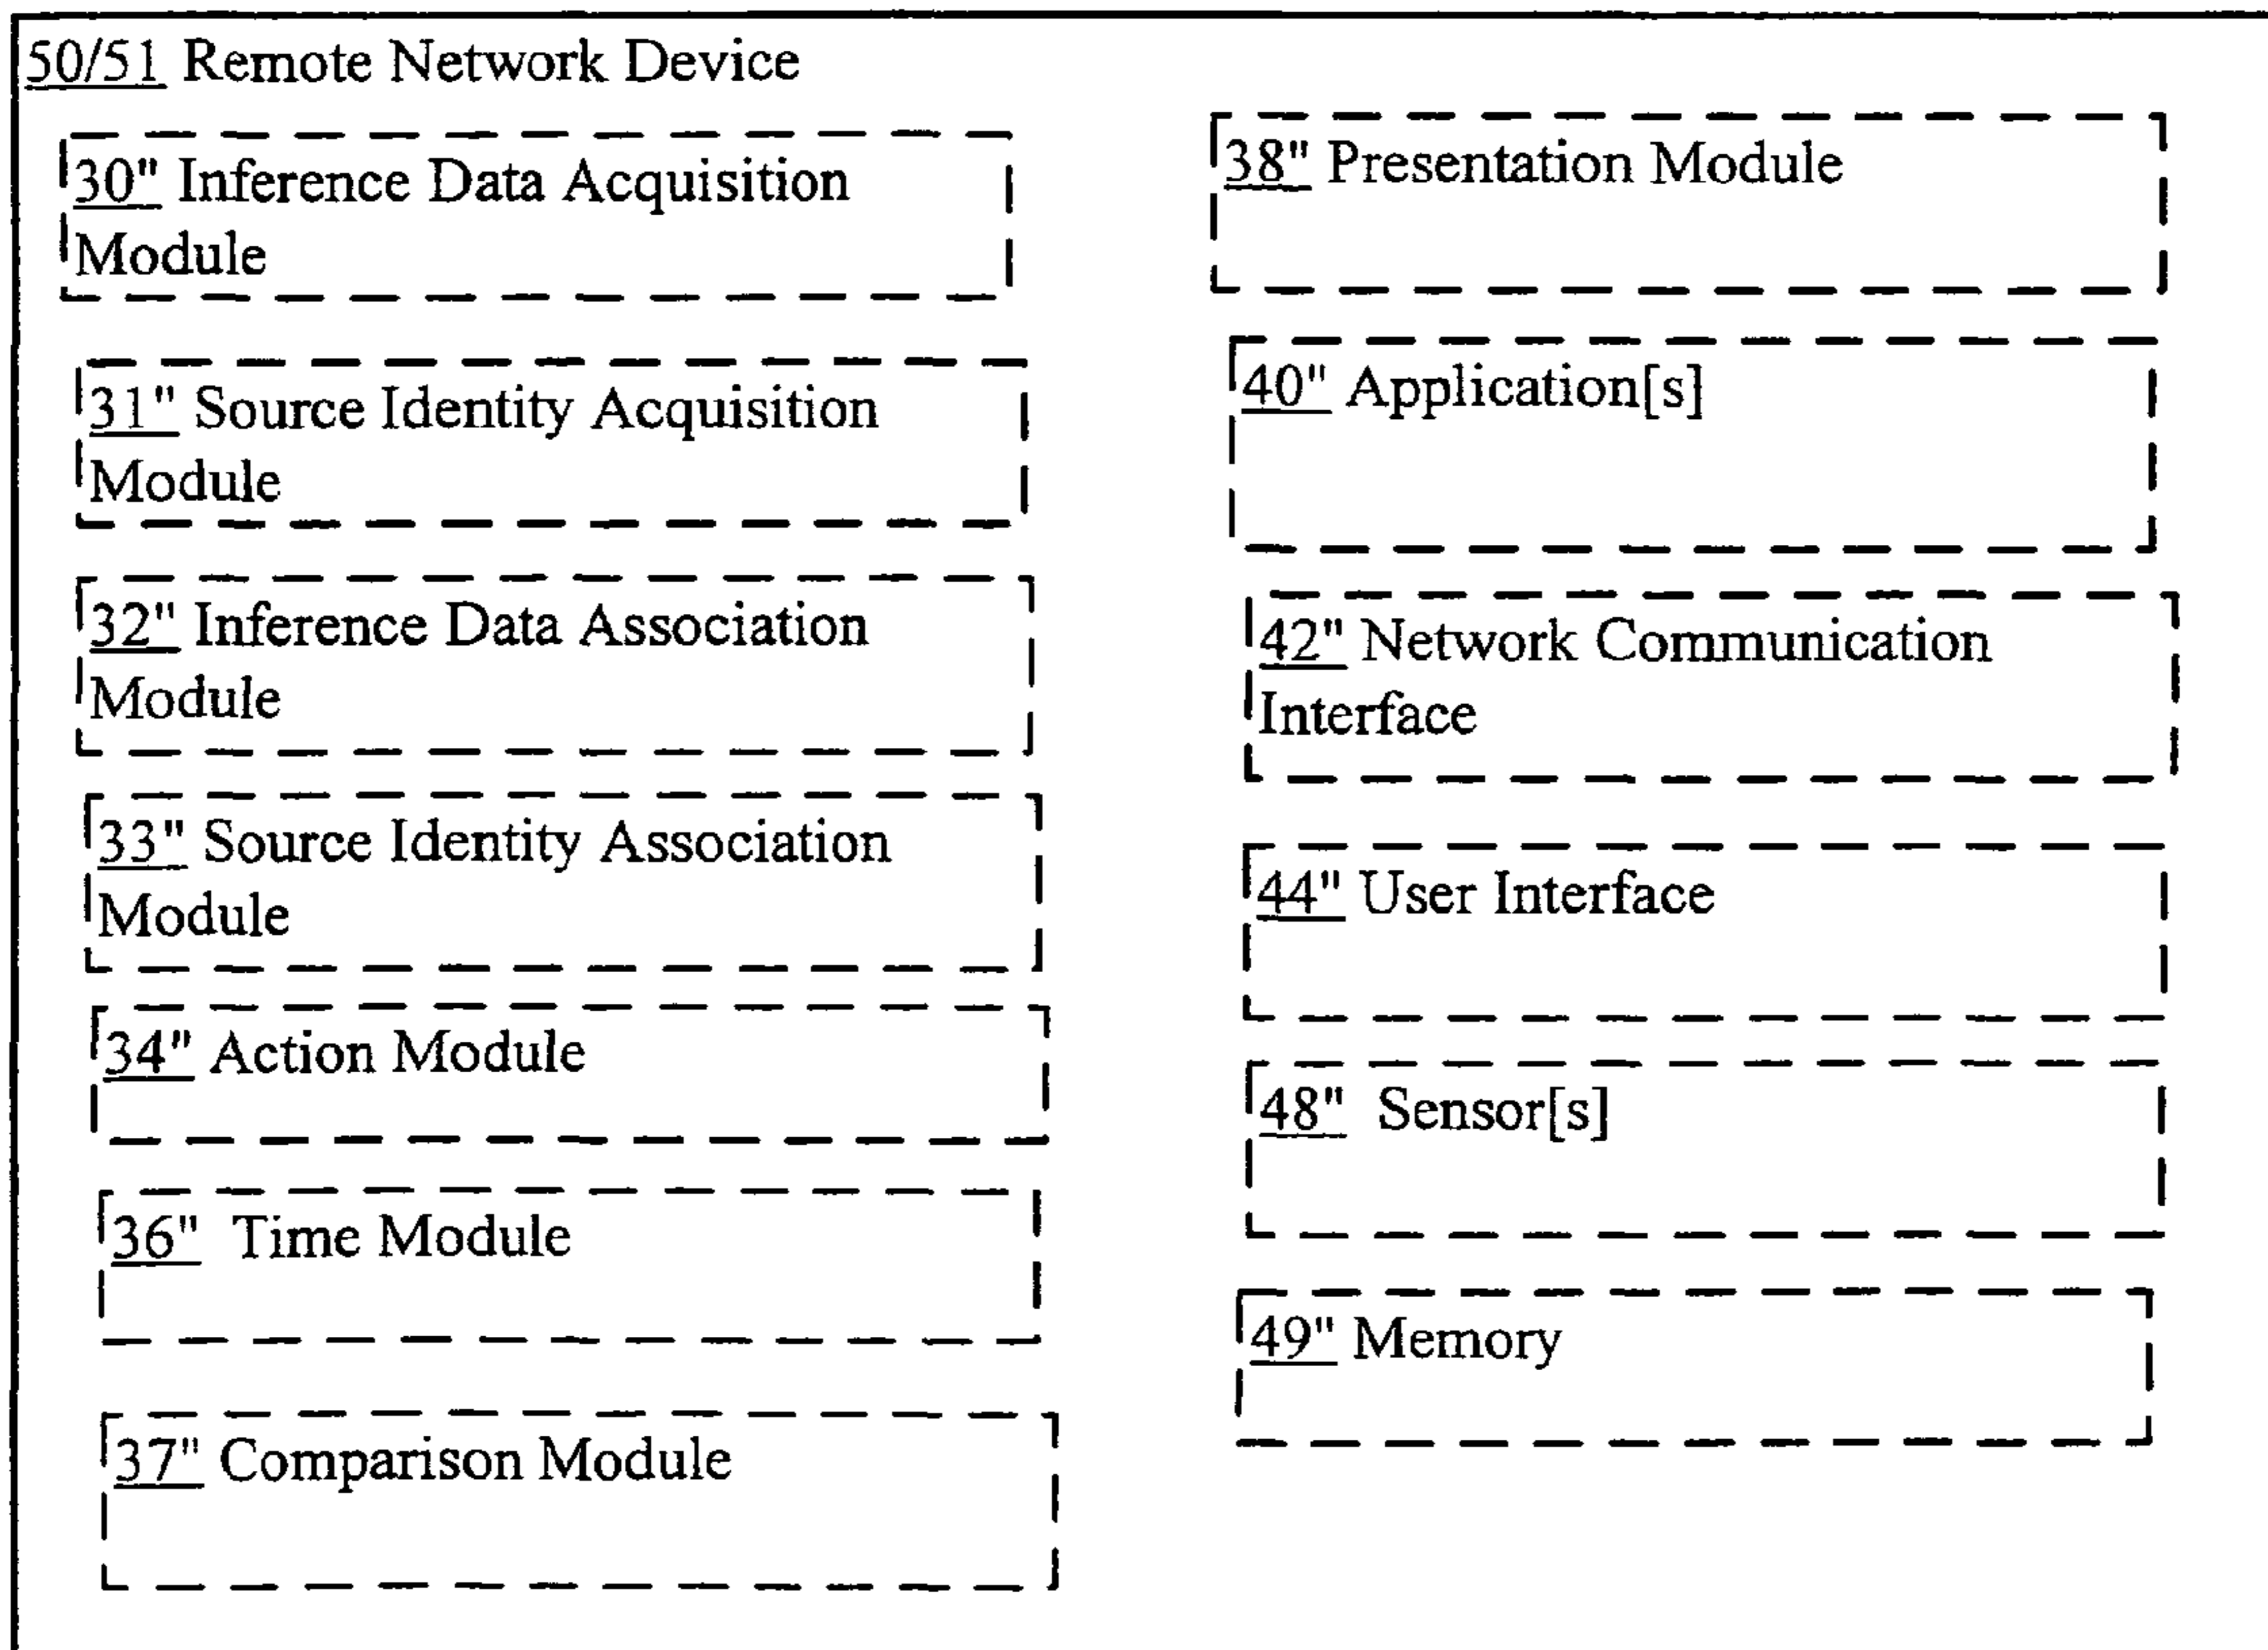 50/51 Remote Network Device
30" Inference Data Acquisition
Module
31" Source Identity Acquisition
Module
32" Inference Data Association
Module
33" Source Identity Association
Module
34" Action Module
36" Time Module
37" Comparison Module
38" Presentation Module
40" Application[s]
42" Network Communication
Interface
44" User Interface
48" Sensor[s]
49" Memory